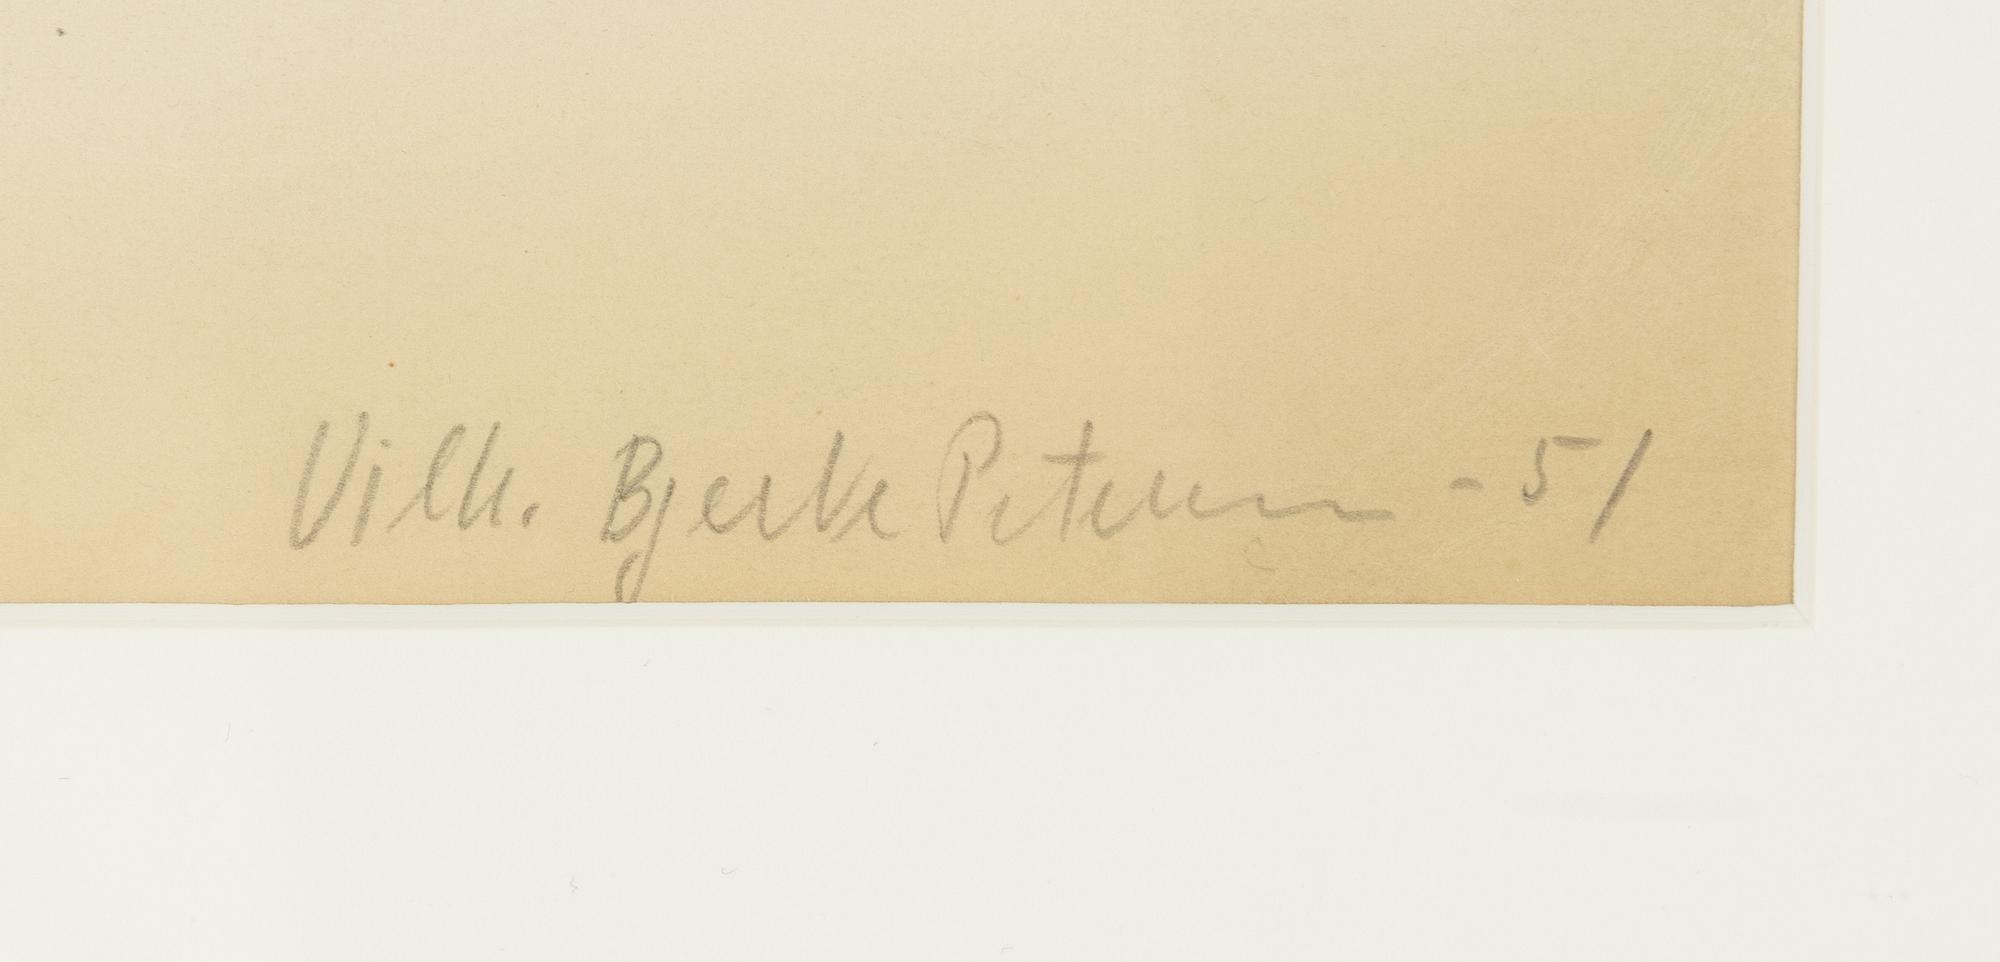 Vilh. Bjerke Petersen - 51